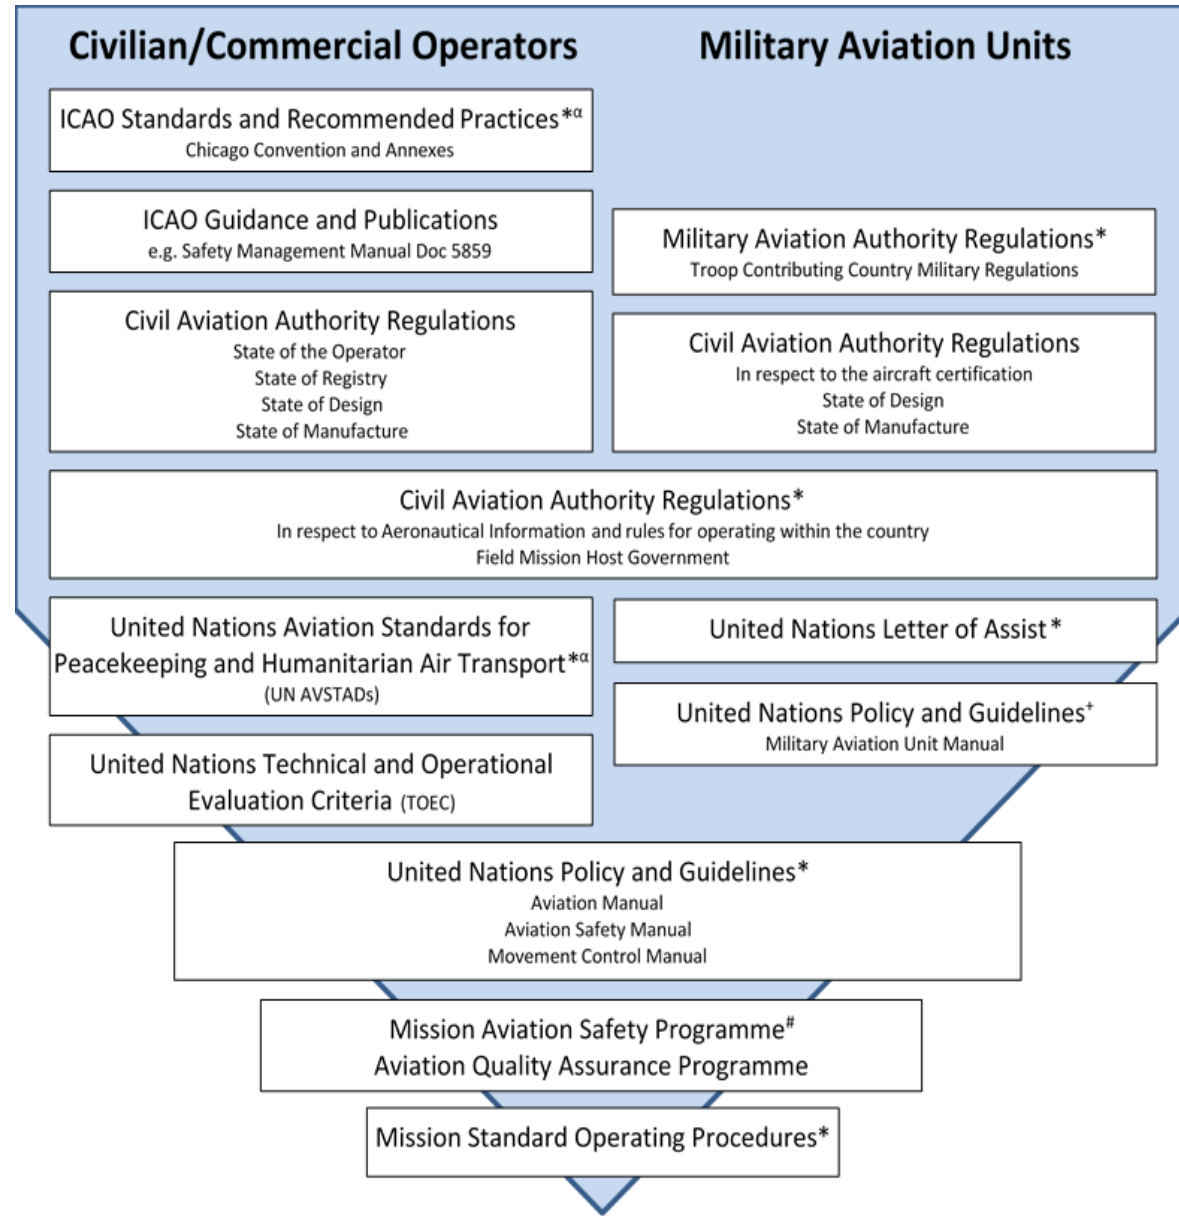 Civilian/Commercial Operators
Military Aviation Units
ICAO Standards and Recommended Practices*α
Chicago Convention and Annexes
ICAO Guidance and Publications
e.g. Safety Management Manual Doc 5859
Military Aviation Authority Regulations*
Troop Contributing Country Military Regulations
Civil Aviation Authority Regulations
State of the Operator
State of Registry
State of Design
State of Manufacture
Civil Aviation Authority Regulations
In respect to the aircraft certification
State of Design
State of Manufacture
Civil Aviation Authority Regulations*
In respect to Aeronautical Information and rules for operating within the country
Field Mission Host Government
United Nations Aviation Standards for
Peacekeeping and Humanitarian Air Transport*α
(UN AVSTADs)
United Nations Letter of Assist*
United Nations Policy and Guidelines+
Military Aviation Unit Manual
United Nations Technical and Operational
Evaluation Criteria (TOEC)
United Nations Policy and Guidelines*
Aviation Manual
Aviation Safety Manual
Movement Control Manual
Mission Aviation Safety Programme#
Aviation Quality Assurance Programme
Mission Standard Operating Procedures*